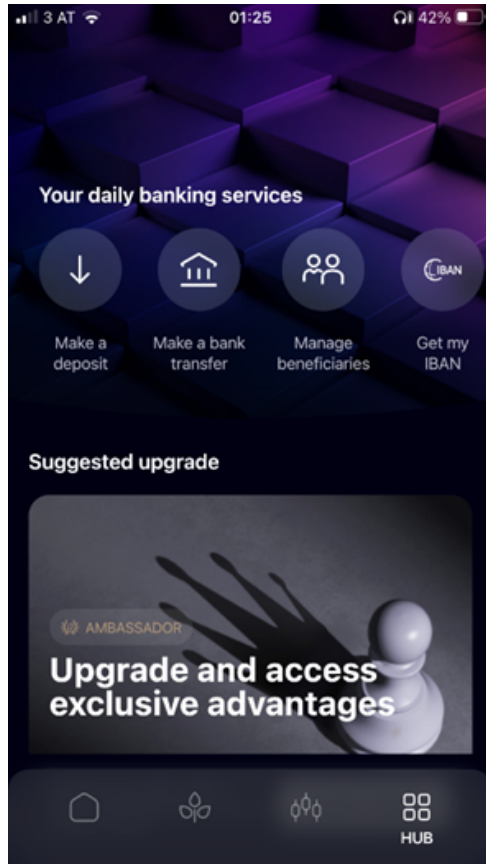 3 AT 01:25 42%
Your daily banking services
IBAN
Make a deposit
Make a bank transfer
Manage beneficiaries
Get my IBAN
Suggested upgrade
AMBASSADOR
Upgrade and access
exclusive advantages
HUB